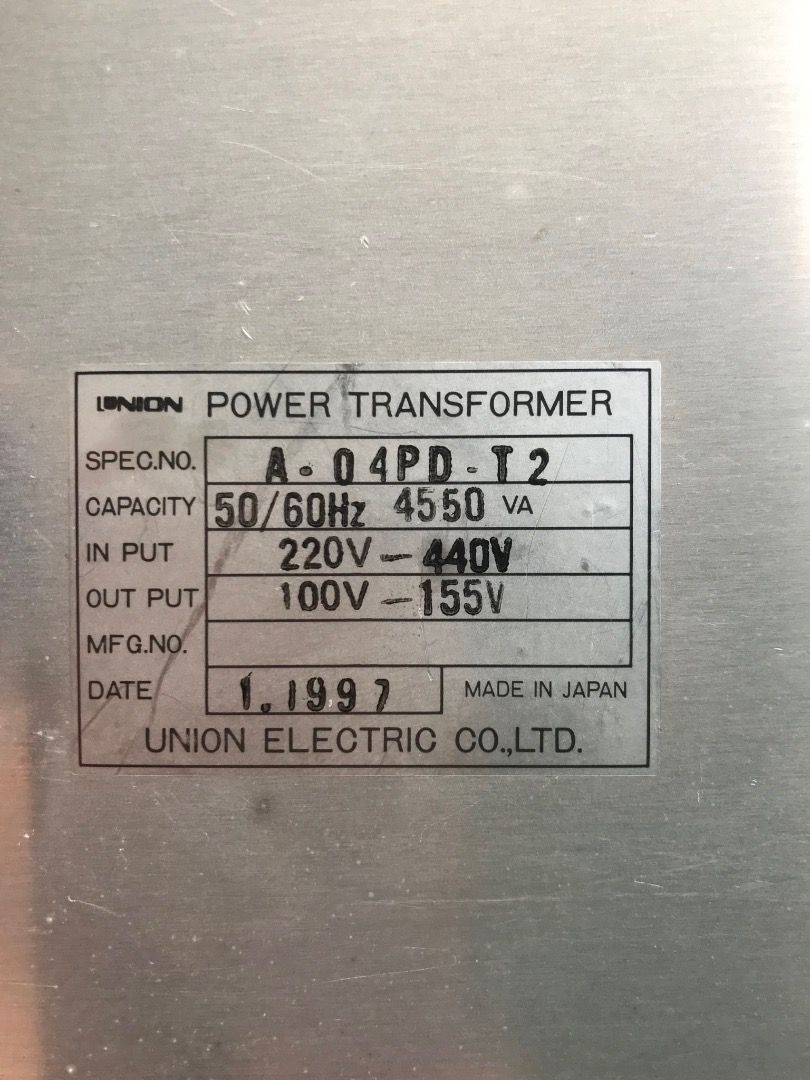 UNION POWER TRANSFORMER
SPEC.NO. A-04PD-T2
CAPACITY 50/60Hz 4550 VA
IN PUT 220V-440V
OUT PUT 100V-155V
MFG.NO.
DATE 1.1997 MADE IN JAPAN
UNION ELECTRIC CO.,LTD.